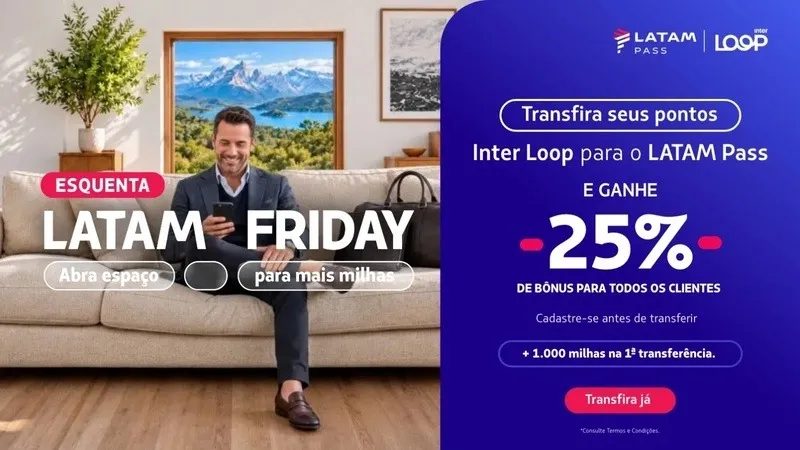 ESQUENTA
LATAM FRIDAY
Abra espaço para mais milhas
LATAM PASS
inter LOOP
Transfira seus pontos
Inter Loop para o LATAM Pass
E GANHE
25%
DE BÔNUS PARA TODOS OS CLIENTES
Cadastre-se antes de transferir
+ 1.000 milhas na 1ª transferência.
Transfira já
*Consulte Termos e Condições.